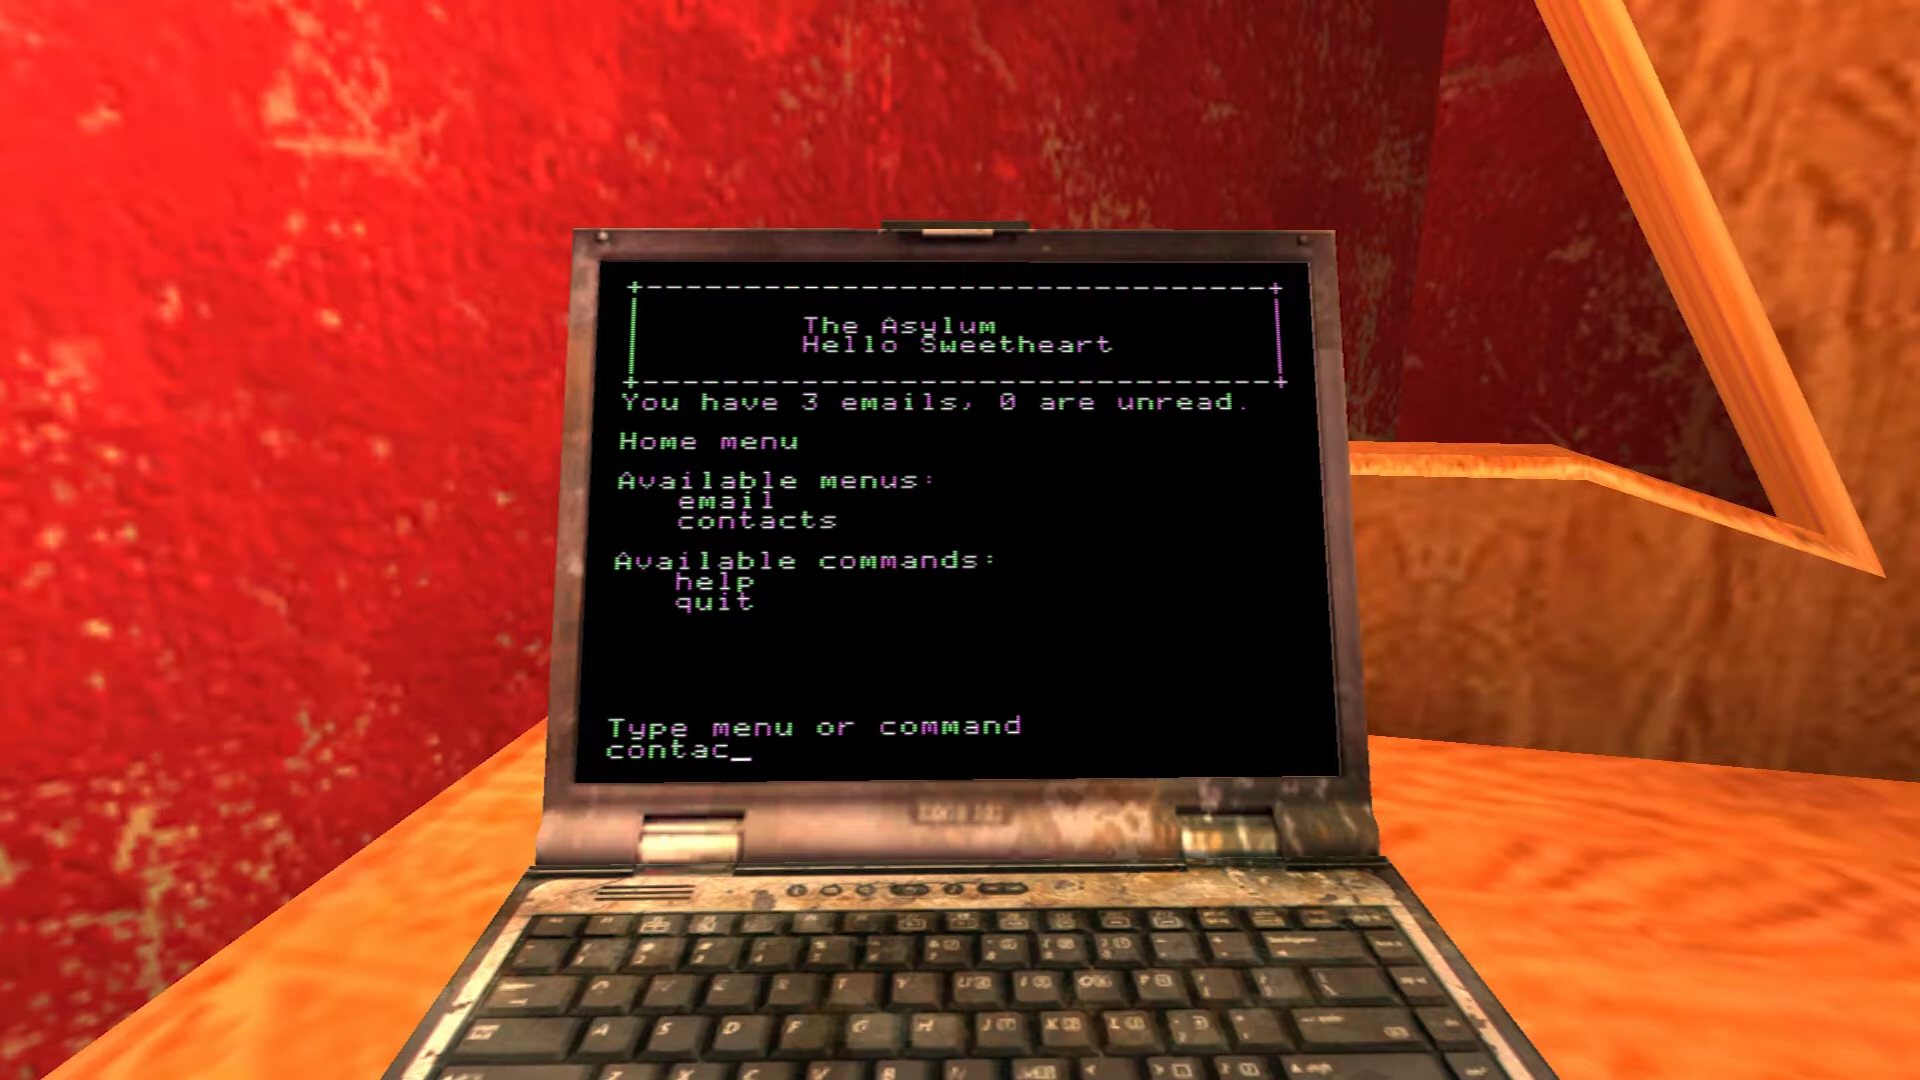 The Asylum
Hello Sweetheart
You have 3 emails, 0 are unread.
Home menu
Available menus:
email
contacts
Available commands:
help
quit
Type menu or command
contac_